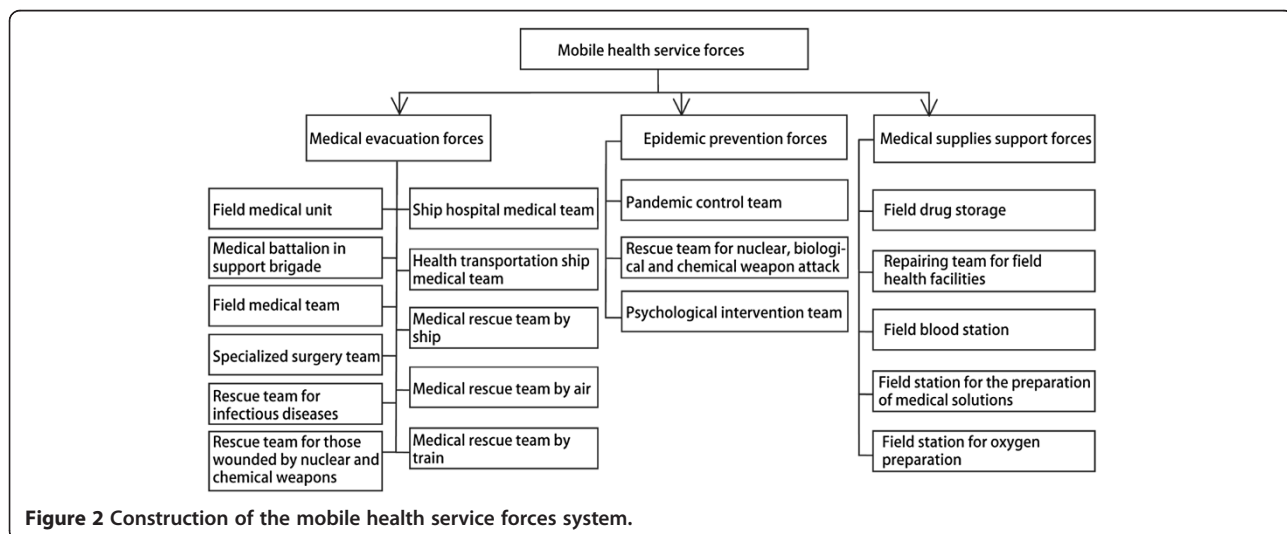 Mobile health service forces
Medical evacuation forces
Field medical unit
Medical battalion in
support brigade
Field medical team
Specialized surgery team
Rescue team for
infectious diseases
Rescue team for those
wounded by nuclear and
chemical weapons
Ship hospital medical team
Health transportation ship
medical team
Medical rescue team by
ship
Medical rescue team by air
Medical rescue team by
train
Epidemic prevention forces
Pandemic control team
Rescue team for nuclear, biologi-
cal and chemical weapon attack
Psychological intervention team
Medical supplies support forces
Field drug storage
Repairing team for field
health facilities
Field blood station
Field station for the preparation
of medical solutions
Field station for oxygen
preparation
Figure 2 Construction of the mobile health service forces system.